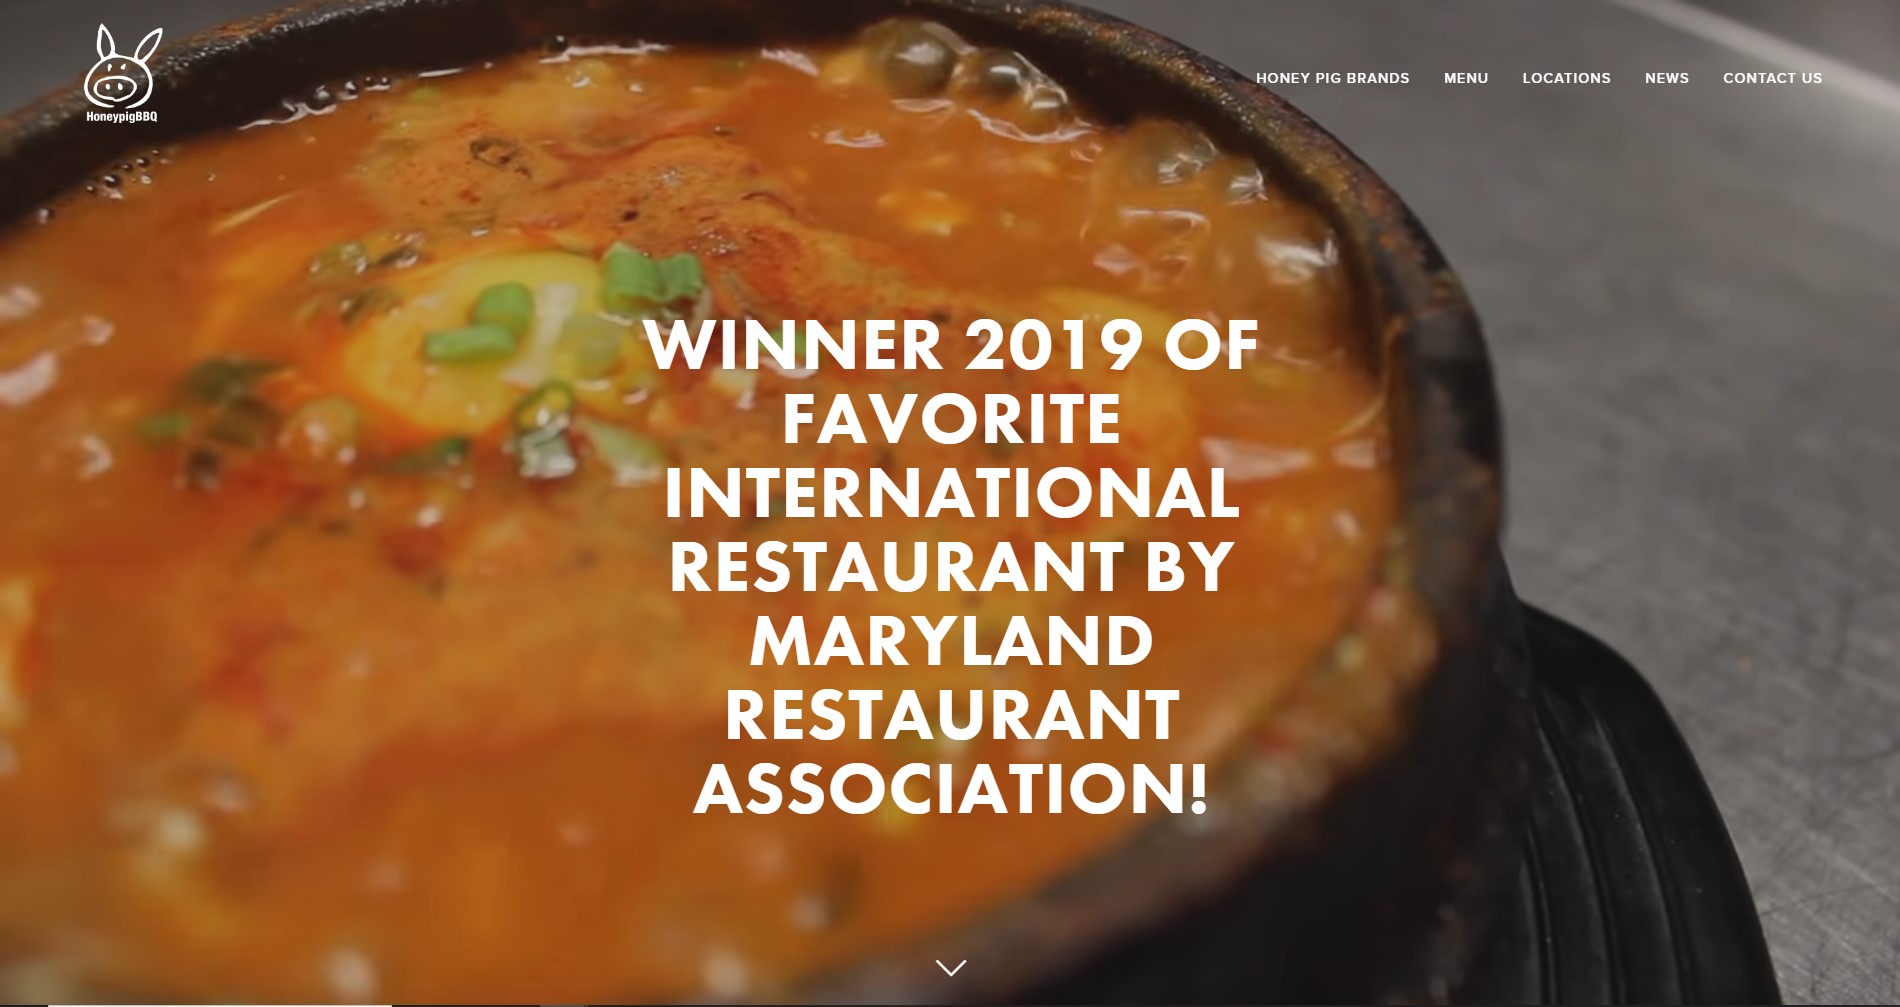 HoneypigBBQ
HONEY PIG BRANDS MENU LOCATIONS NEWS CONTACT US
WINNER 2019 OF
FAVORITE
INTERNATIONAL
RESTAURANT BY
MARYLAND
RESTAURANT
ASSOCIATION!